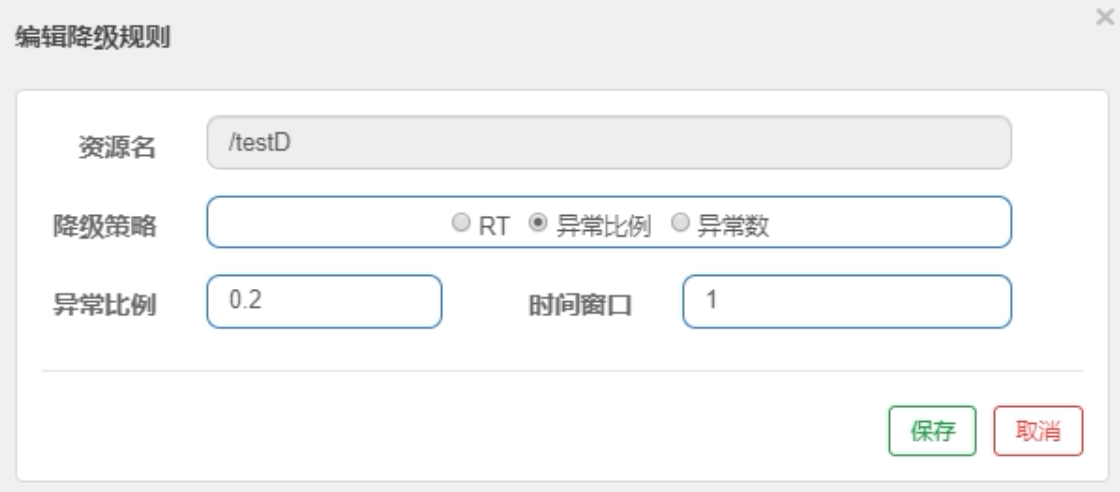 编辑降级规则 ×
资源名 /testD
降级策略 RT 异常比例 异常数
异常比例 0.2 时间窗口 1
保存 取消